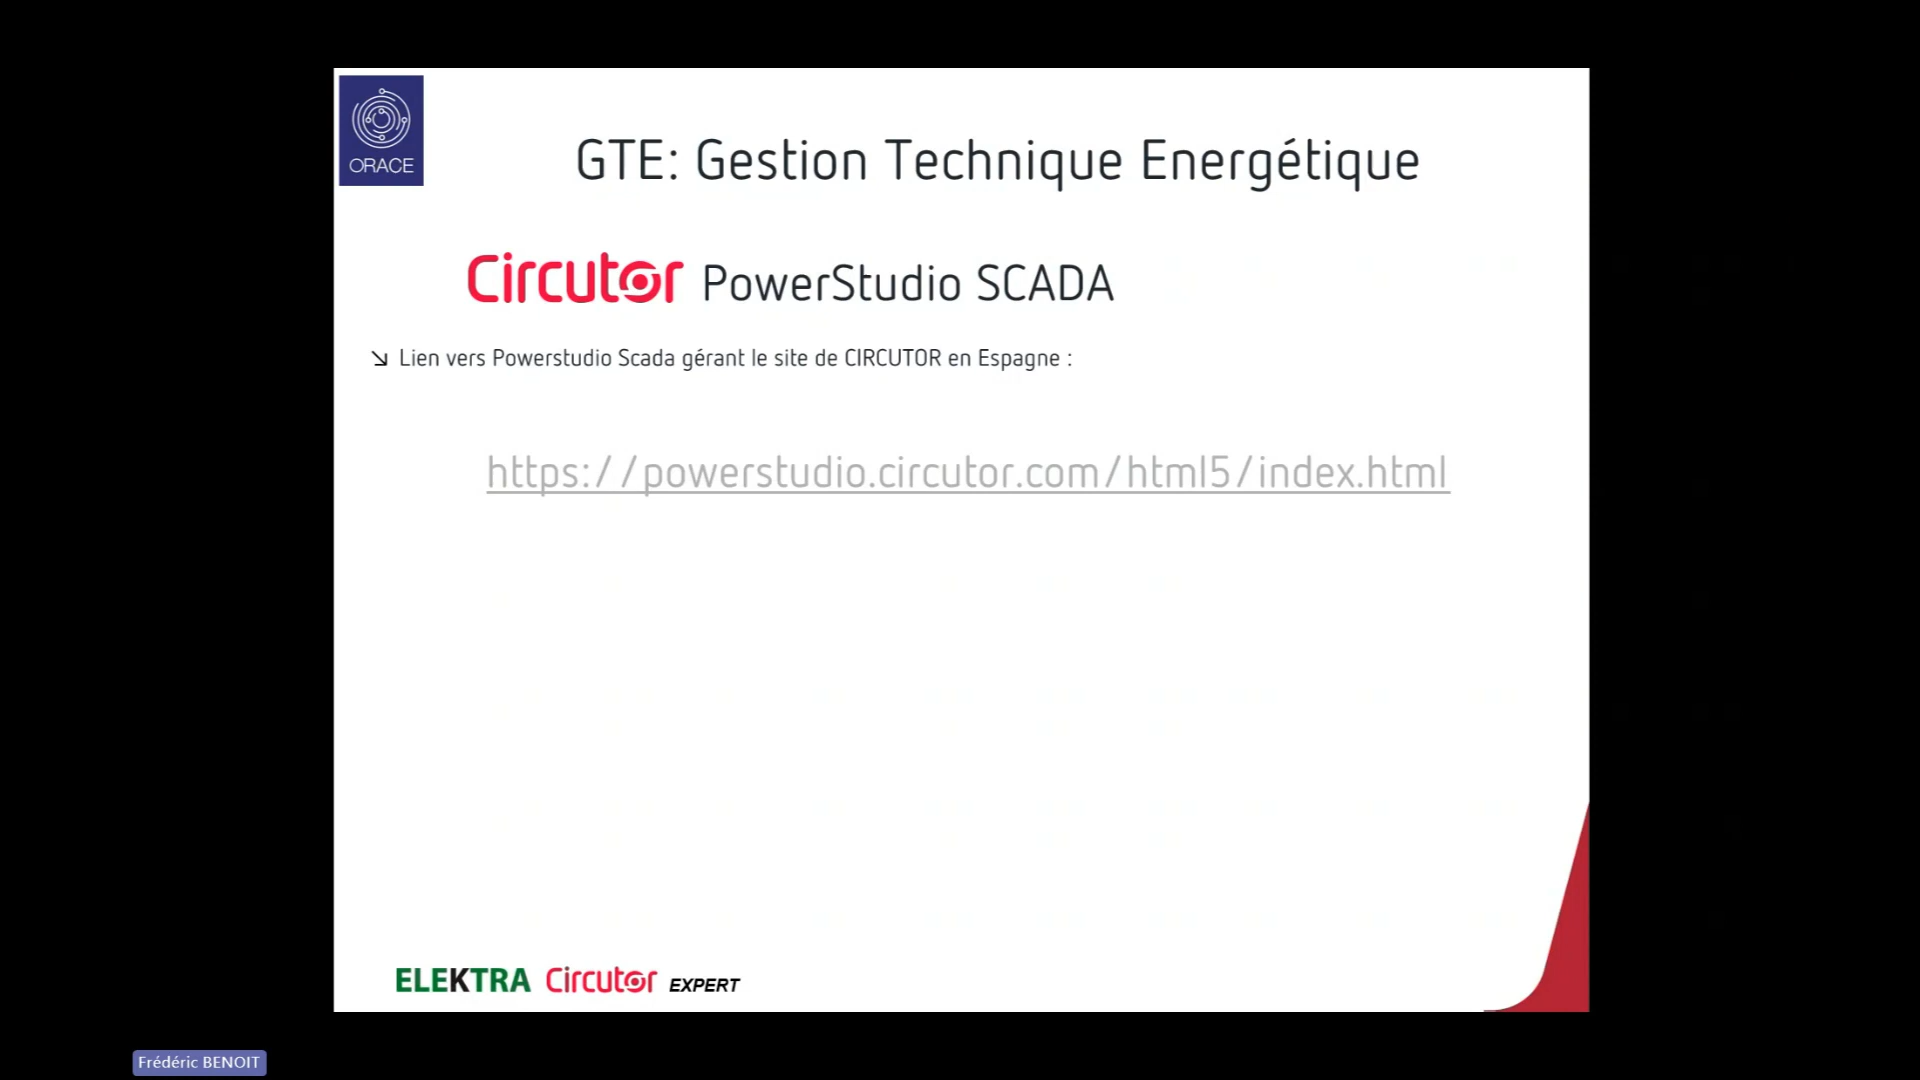 ORACE
GTE: Gestion Technique Energétique
Circutor PowerStudio SCADA
Lien vers Powerstudio Scada gérant le site de CIRCUTOR en Espagne :
https://powerstudio.circutor.com/html5/index.html
ELEKTRA Circutor EXPERT
Frédéric BENOIT